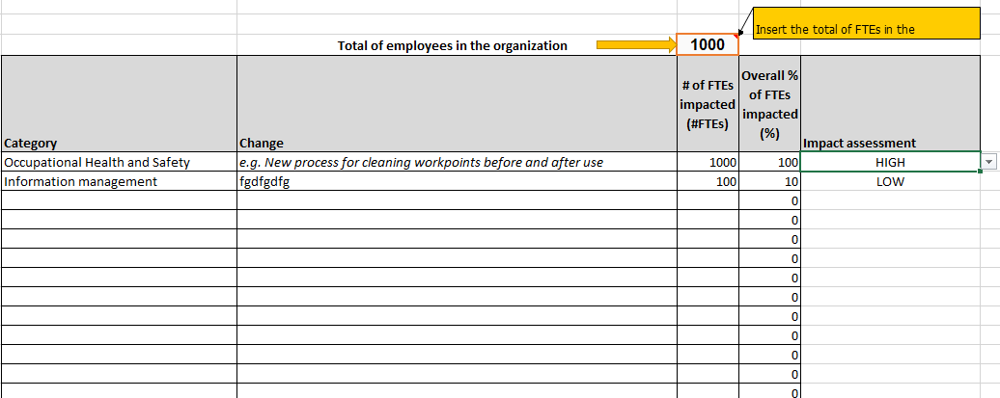 Insert the total of FTEs in the
Total of employees in the organization 1000
Category Change # of FTEs impacted (#FTEs) Overall % of FTEs impacted (%) Impact assessment
Occupational Health and Safety e.g. New process for cleaning workpoints before and after use 1000 100 HIGH
Information management fgdfgdfg 100 10 LOW
0
0
0
0
0
0
0
0
0
0
0